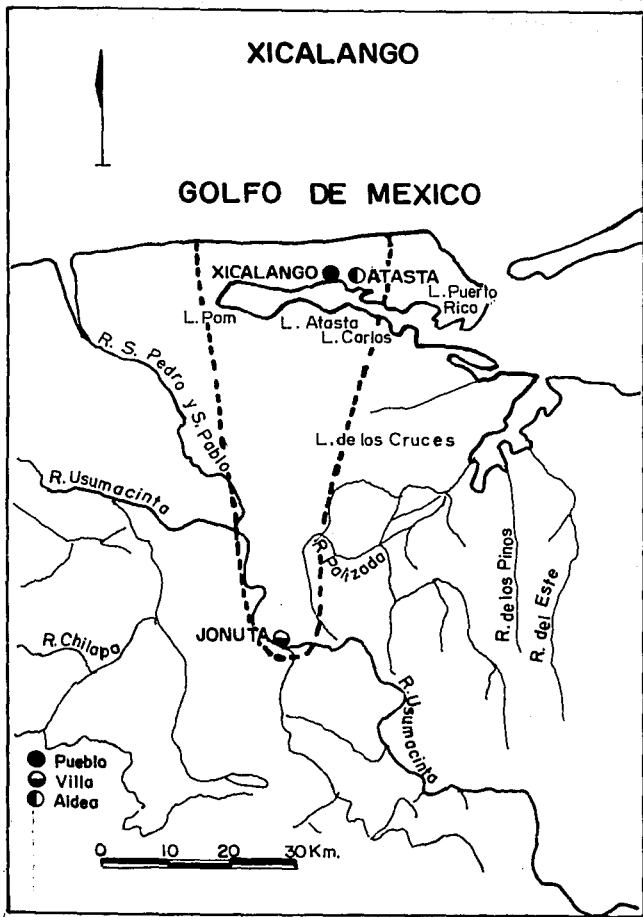 XICALANGO
GOLFO DE MEXICO
XICALANGO
ATASTA
L. Puerto
Rico
L. Pom
L. Atasta
L. Carlos
R. S. Pedro y S. Pablo
L. de los Cruces
R. Usumacinta
R. Palizada
R. de los Pinos
R. del Este
JONUTA
R. Chilapa
R. Usumacinta
Pueblo
Villa
Aldea
0 10 20 30 Km.